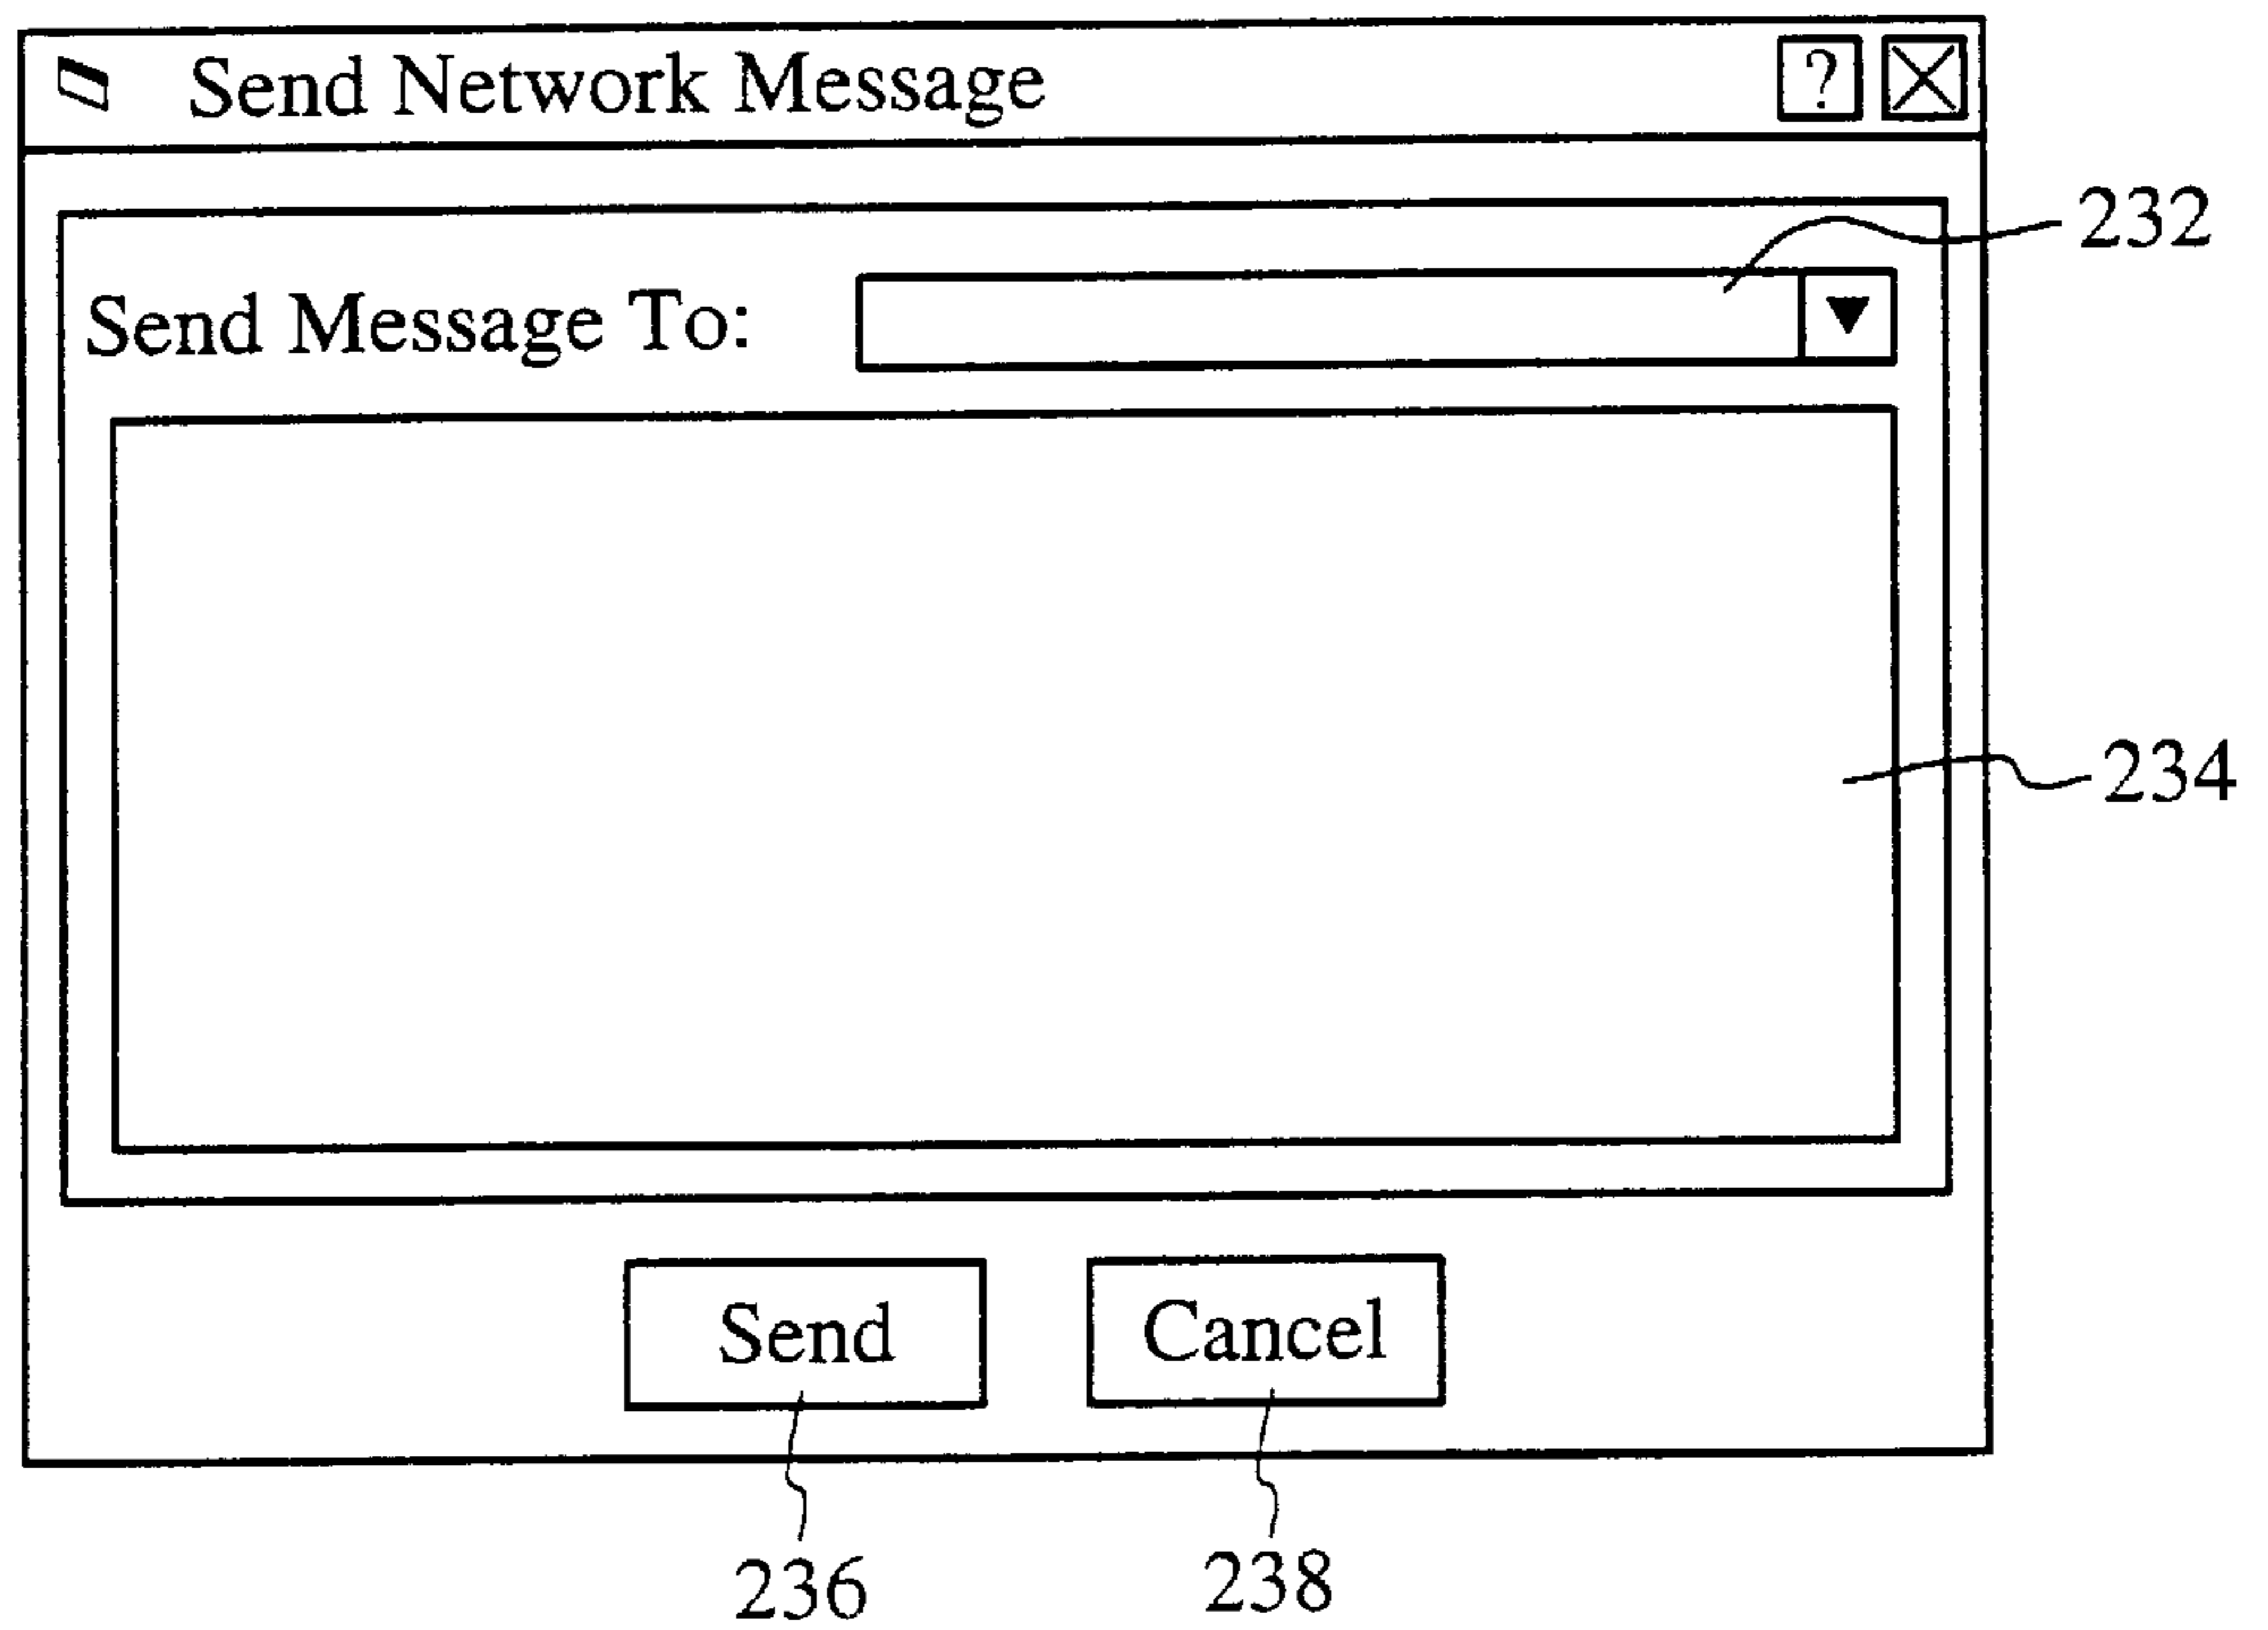 Send Network Message ?
232
Send Message To:
234
Send Cancel
236 238